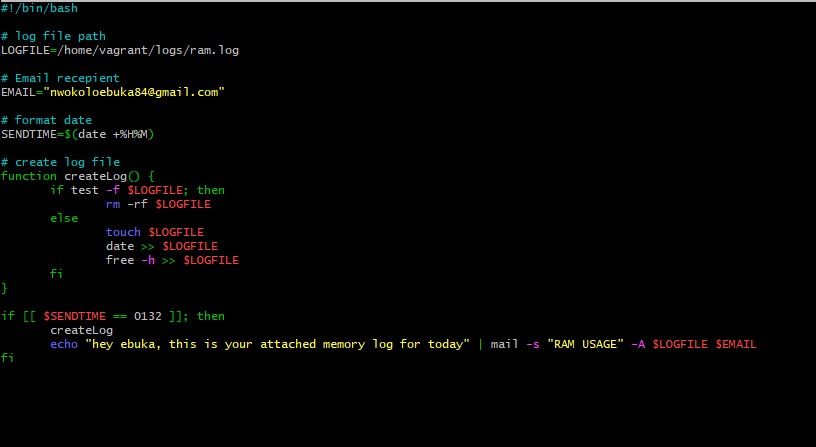 #!/bin/bash
# log file path
LOGFILE=/home/vagrant/logs/ram.log
# Email recepient
EMAIL="nwokoloebuka84@gmail.com"
# format date
SENDTIME=$(date +%H%M)
# create log file
function createLog() {
if test -f $LOGFILE; then
rm -rf $LOGFILE
else
touch $LOGFILE
date >> $LOGFILE
free -h >> $LOGFILE
fi
}
if [[ $SENDTIME == 0132 ]]; then
createLog
echo "hey ebuka, this is your attached memory log for today" | mail -s "RAM USAGE" -A $LOGFILE $EMAIL
fi